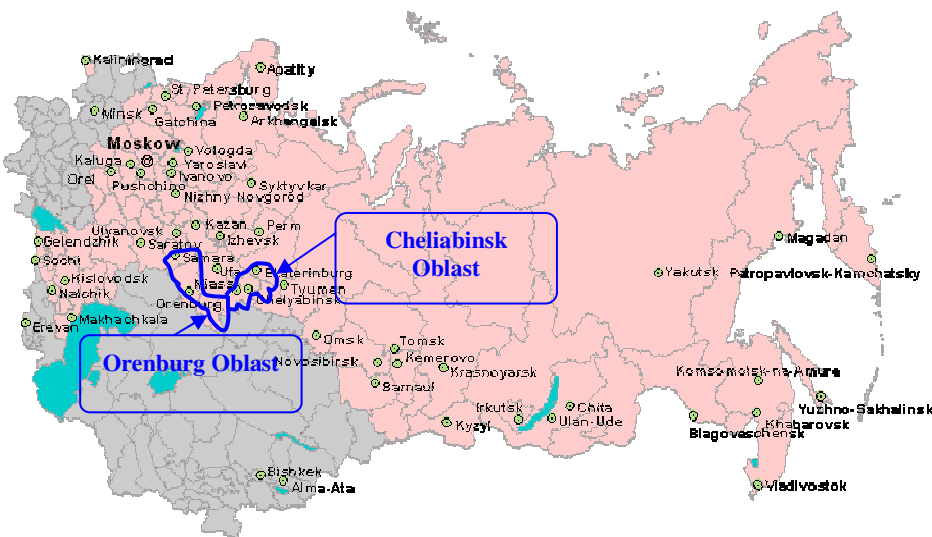 Kaliningrad
Apatity
St. Petersburg
Petrozavodsk
Minsk
Gatchina
Arkhangelsk
Moskow
Vologda
Kaluga
Yaroslavl
Orel
Ivanovo
Pushchino
Syktyvkar
Nizhny Novgorod
Kazan
Perm
Ulyanovsk
Izhevsk
Gelendzhik
Saratov
Cheliabinsk
Oblast
Magadan
Samara
Sochi
Ufa
Ekaterinburg
Yakutsk
Petropavlovsk-Kamchatsky
Kislovodsk
Miass
Tyumen
Nalchik
Orenburg
Chelyabinsk
Makhachkala
Erevan
Omsk
Tomsk
Orenburg Oblast
Novosibirsk
Kemerovo
Krasnoyarsk
Komsomolsk-na-Amure
Barnaul
Irkutsk
Chita
Yuzhno-Sakhalinsk
Kyzyl
Ulan-Ude
Khabarovsk
Blagoveschensk
Bishkek
Alma-Ata
Vladivostok